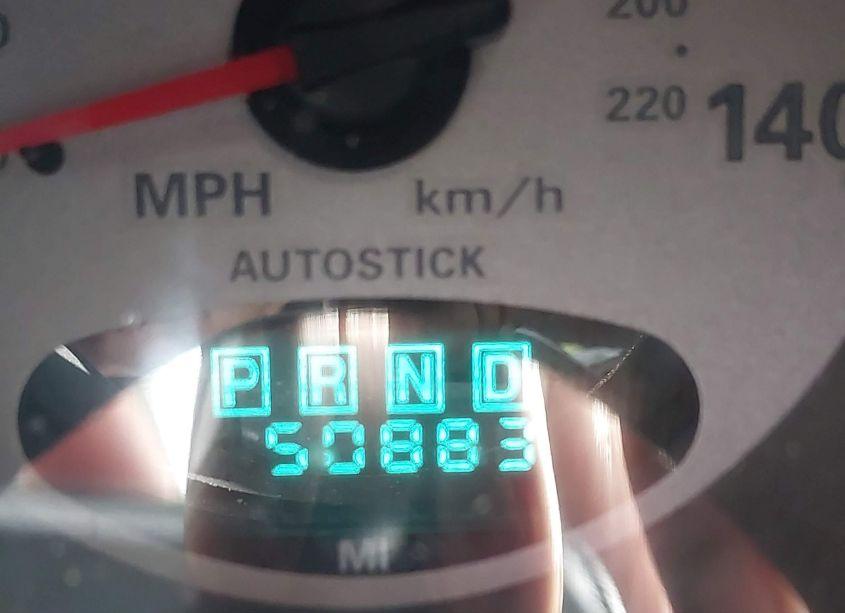 200
220 140
MPH km/h
AUTOSTICK
P R N D
50883
MI